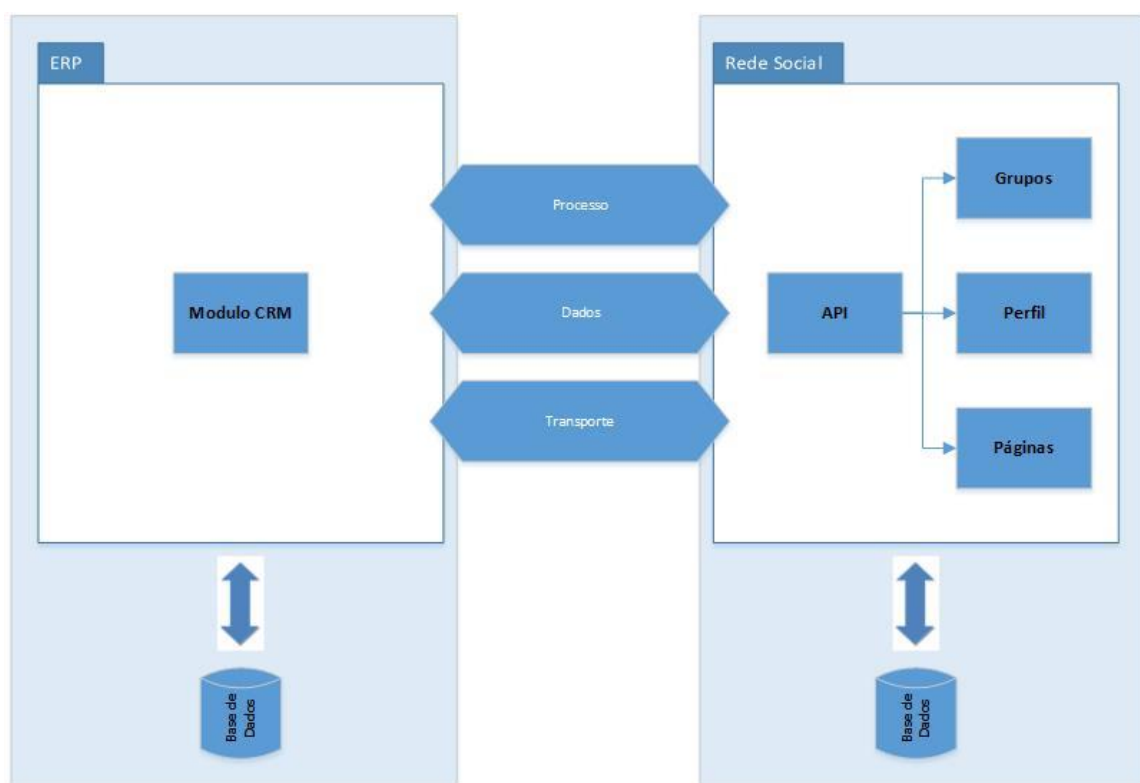 ERP
Rede Social
Processo
Dados
Transporte
Modulo CRM
API
Grupos
Perfil
Páginas
Base de
Dados
Base de
Dados